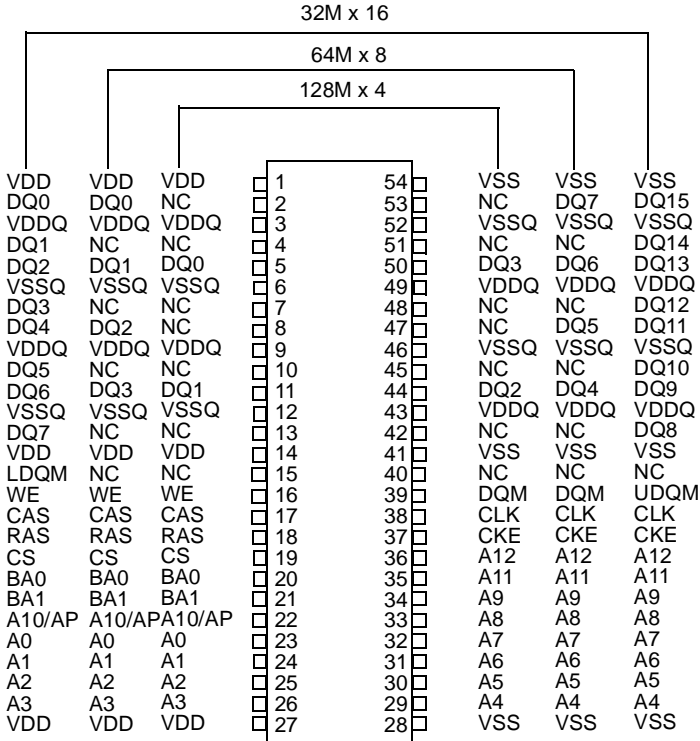 32M x 16
64M x 8
128M x 4
VDD VDD VDD 1 54 VSS VSS VSS
DQ0 DQ0 NC 2 53 NC DQ7 DQ15
VDDQ VDDQ VDDQ 3 52 VSSQ VSSQ VSSQ
DQ1 NC NC 4 51 NC NC DQ14
DQ2 DQ1 DQ0 5 50 DQ3 DQ6 DQ13
VSSQ VSSQ VSSQ 6 49 VDDQ VDDQ VDDQ
DQ3 NC NC 7 48 NC NC DQ12
DQ4 DQ2 NC 8 47 NC DQ5 DQ11
VDDQ VDDQ VDDQ 9 46 VSSQ VSSQ VSSQ
DQ5 NC NC 10 45 NC NC DQ10
DQ6 DQ3 DQ1 11 44 DQ2 DQ4 DQ9
VSSQ VSSQ VSSQ 12 43 VDDQ VDDQ VDDQ
DQ7 NC NC 13 42 NC NC DQ8
VDD VDD VDD 14 41 VSS VSS VSS
LDQM NC NC 15 40 NC NC NC
WE WE WE 16 39 DQM DQM UDQM
CAS CAS CAS 17 38 CLK CLK CLK
RAS RAS RAS 18 37 CKE CKE CKE
CS CS CS 19 36 A12 A12 A12
BA0 BA0 BA0 20 35 A11 A11 A11
BA1 BA1 BA1 21 34 A9 A9 A9
A10/AP A10/AP A10/AP 22 33 A8 A8 A8
A0 A0 A0 23 32 A7 A7 A7
A1 A1 A1 24 31 A6 A6 A6
A2 A2 A2 25 30 A5 A5 A5
A3 A3 A3 26 29 A4 A4 A4
VDD VDD VDD 27 28 VSS VSS VSS